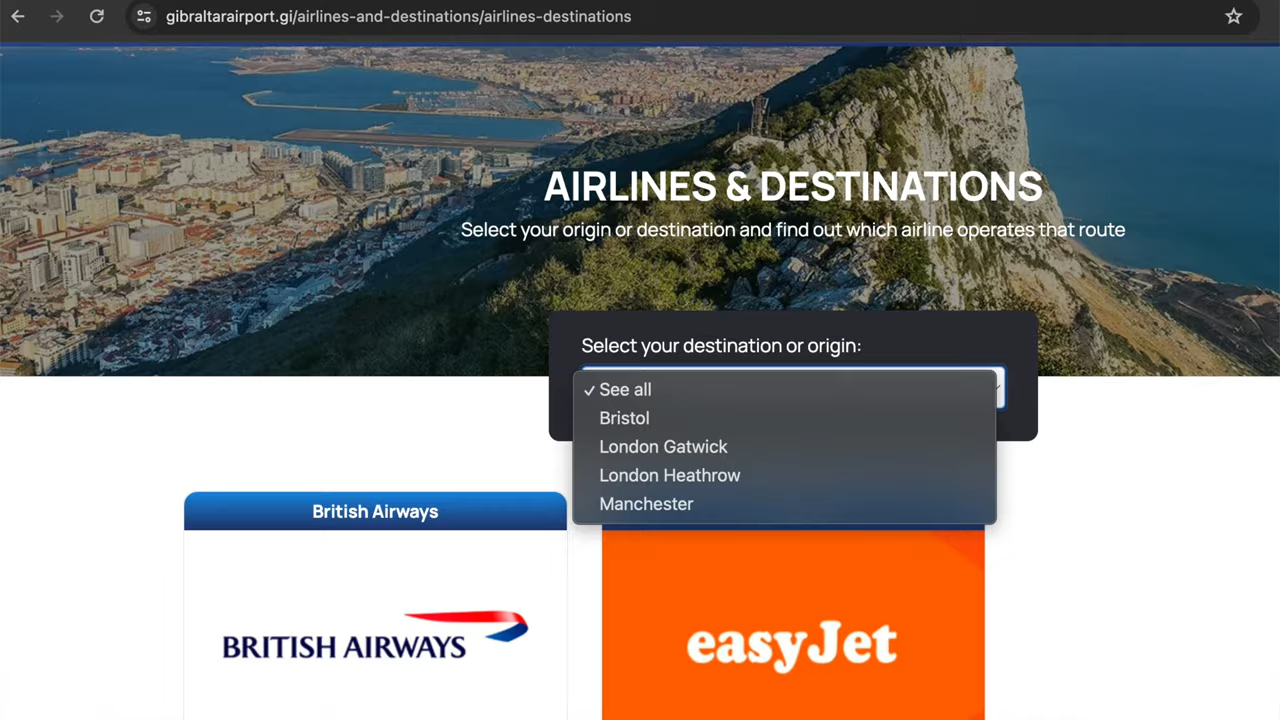 gibraltarairport.gi/airlines-and-destinations/airlines-destinations
AIRLINES & DESTINATIONS
Select your origin or destination and find out which airline operates that route
Select your destination or origin:
✓ See all
Bristol
London Gatwick
London Heathrow
Manchester
British Airways
BRITISH AIRWAYS
easyJet